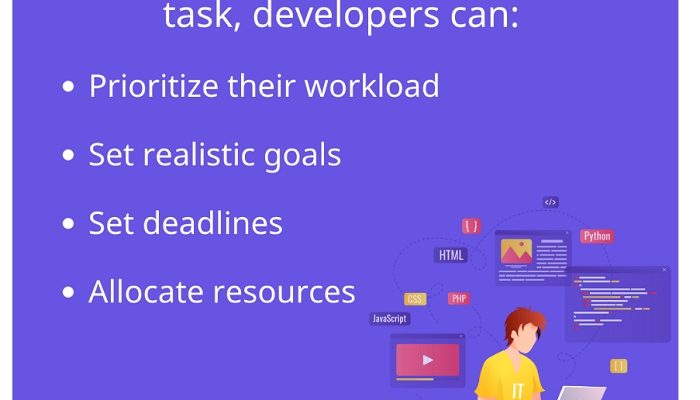 task, developers can:
• Prioritize their workload
• Set realistic goals
• Set deadlines
• Allocate resources
</>
{ }
Python
HTML
CSS
PHP
JavaScript
[ ]
IT